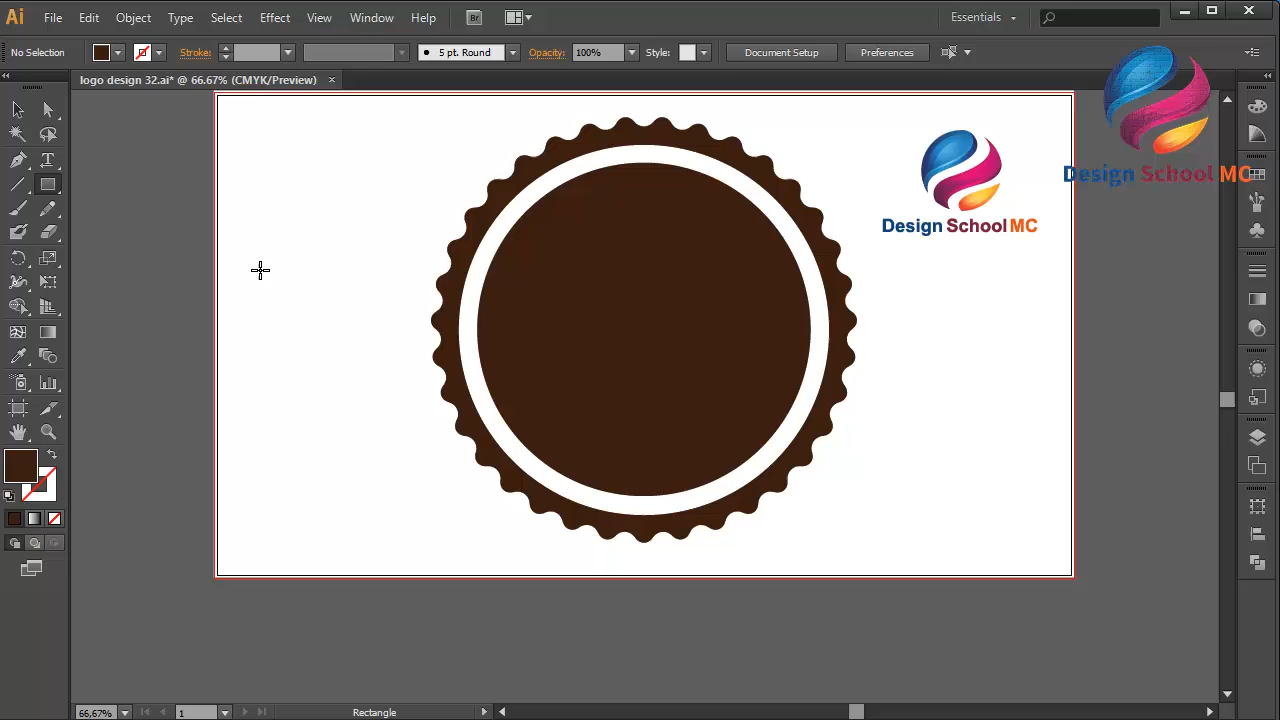 Ai File Edit Object Type Select Effect View Window Help Br Essentials
No Selection Stroke: 5 pt. Round Opacity: 100% Style: Document Setup Preferences
logo design 32.ai* @ 66.67% (CMYK/Preview) ×
Design School MC
Design School MC
66,67% 1 Rectangle